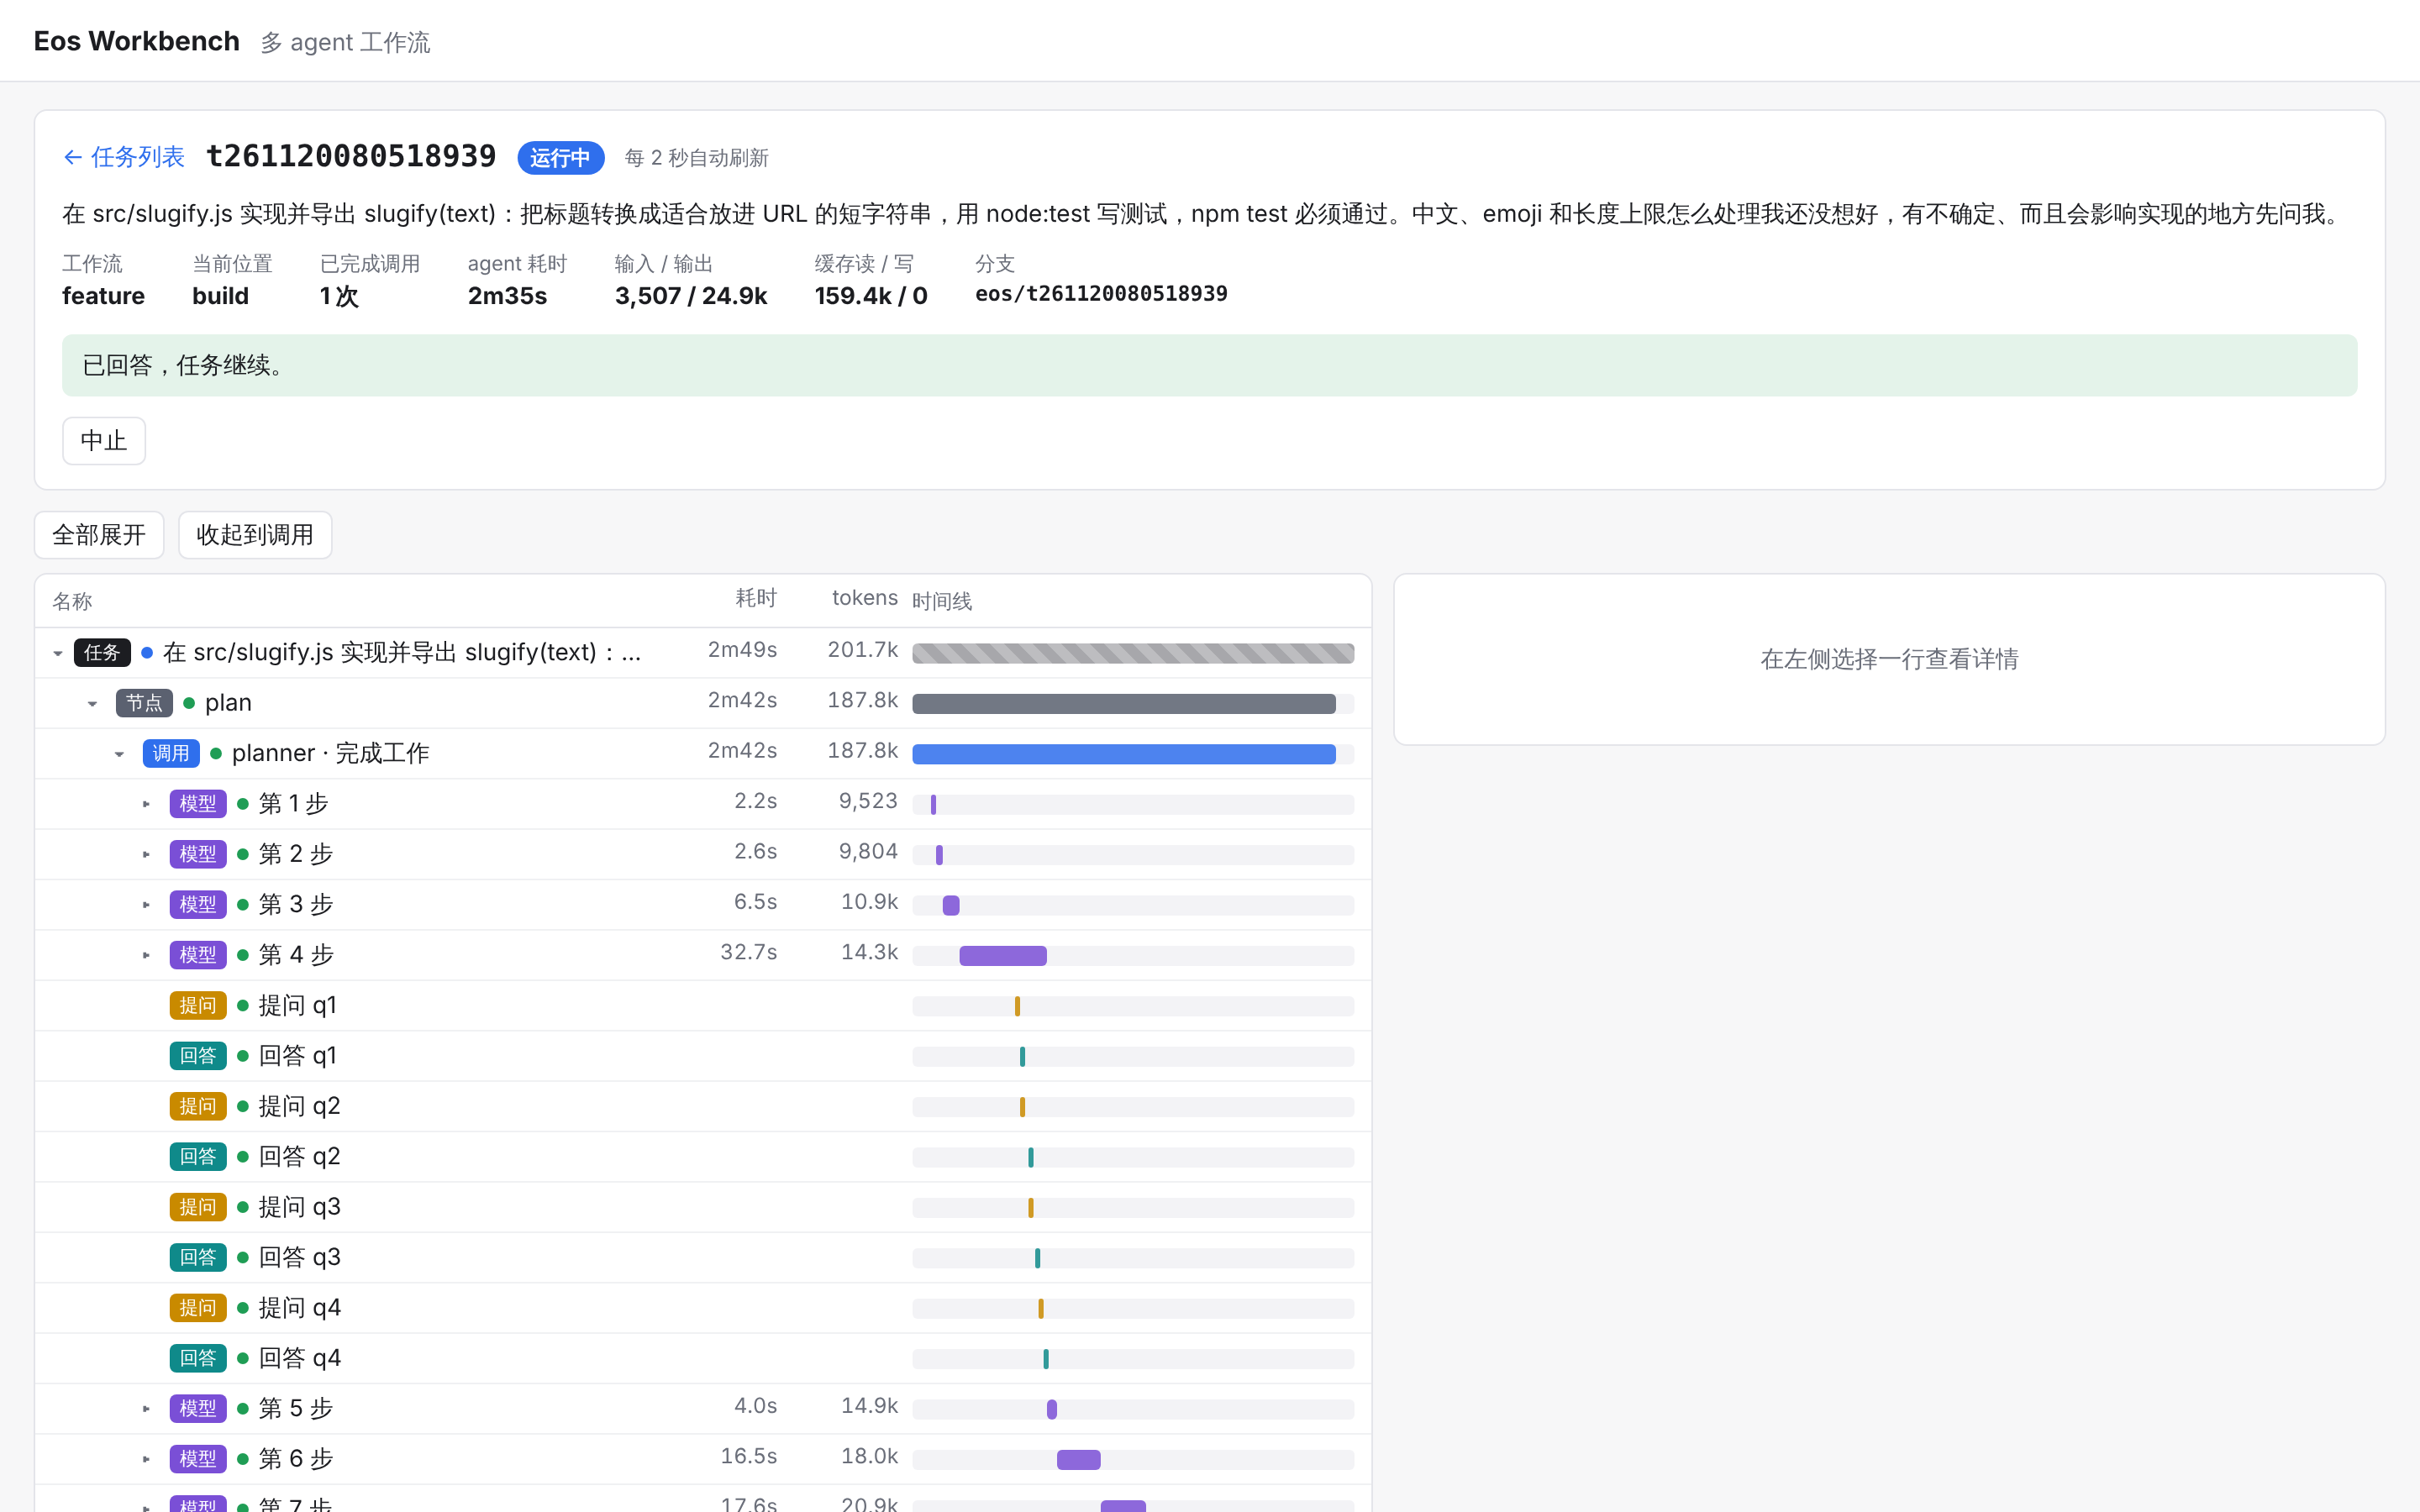 Eos Workbench 多 agent 工作流
← 任务列表 t261120080518939 运行中 每 2 秒自动刷新
在 src/slugify.js 实现并导出 slugify(text)：把标题转换成适合放进 URL 的短字符串，用 node:test 写测试，npm test 必须通过。中文、emoji 和长度上限怎么处理我还没想好，有不确定、而且会影响实现的地方先问我。
工作流 当前位置 已完成调用 agent 耗时 输入 / 输出 缓存读 / 写 分支
feature build 1 次 2m35s 3,507 / 24.9k 159.4k / 0 eos/t261120080518939
已回答，任务继续。
中止
全部展开 收起到调用
名称 耗时 tokens 时间线
任务 在 src/slugify.js 实现并导出 slugify(text)：... 2m49s 201.7k
节点 plan 2m42s 187.8k
调用 planner · 完成工作 2m42s 187.8k
模型 第 1 步 2.2s 9,523
模型 第 2 步 2.6s 9,804
模型 第 3 步 6.5s 10.9k
模型 第 4 步 32.7s 14.3k
提问 提问 q1
回答 回答 q1
提问 提问 q2
回答 回答 q2
提问 提问 q3
回答 回答 q3
提问 提问 q4
回答 回答 q4
模型 第 5 步 4.0s 14.9k
模型 第 6 步 16.5s 18.0k
模型 第 7 步 17.6s 20.9k
在左侧选择一行查看详情